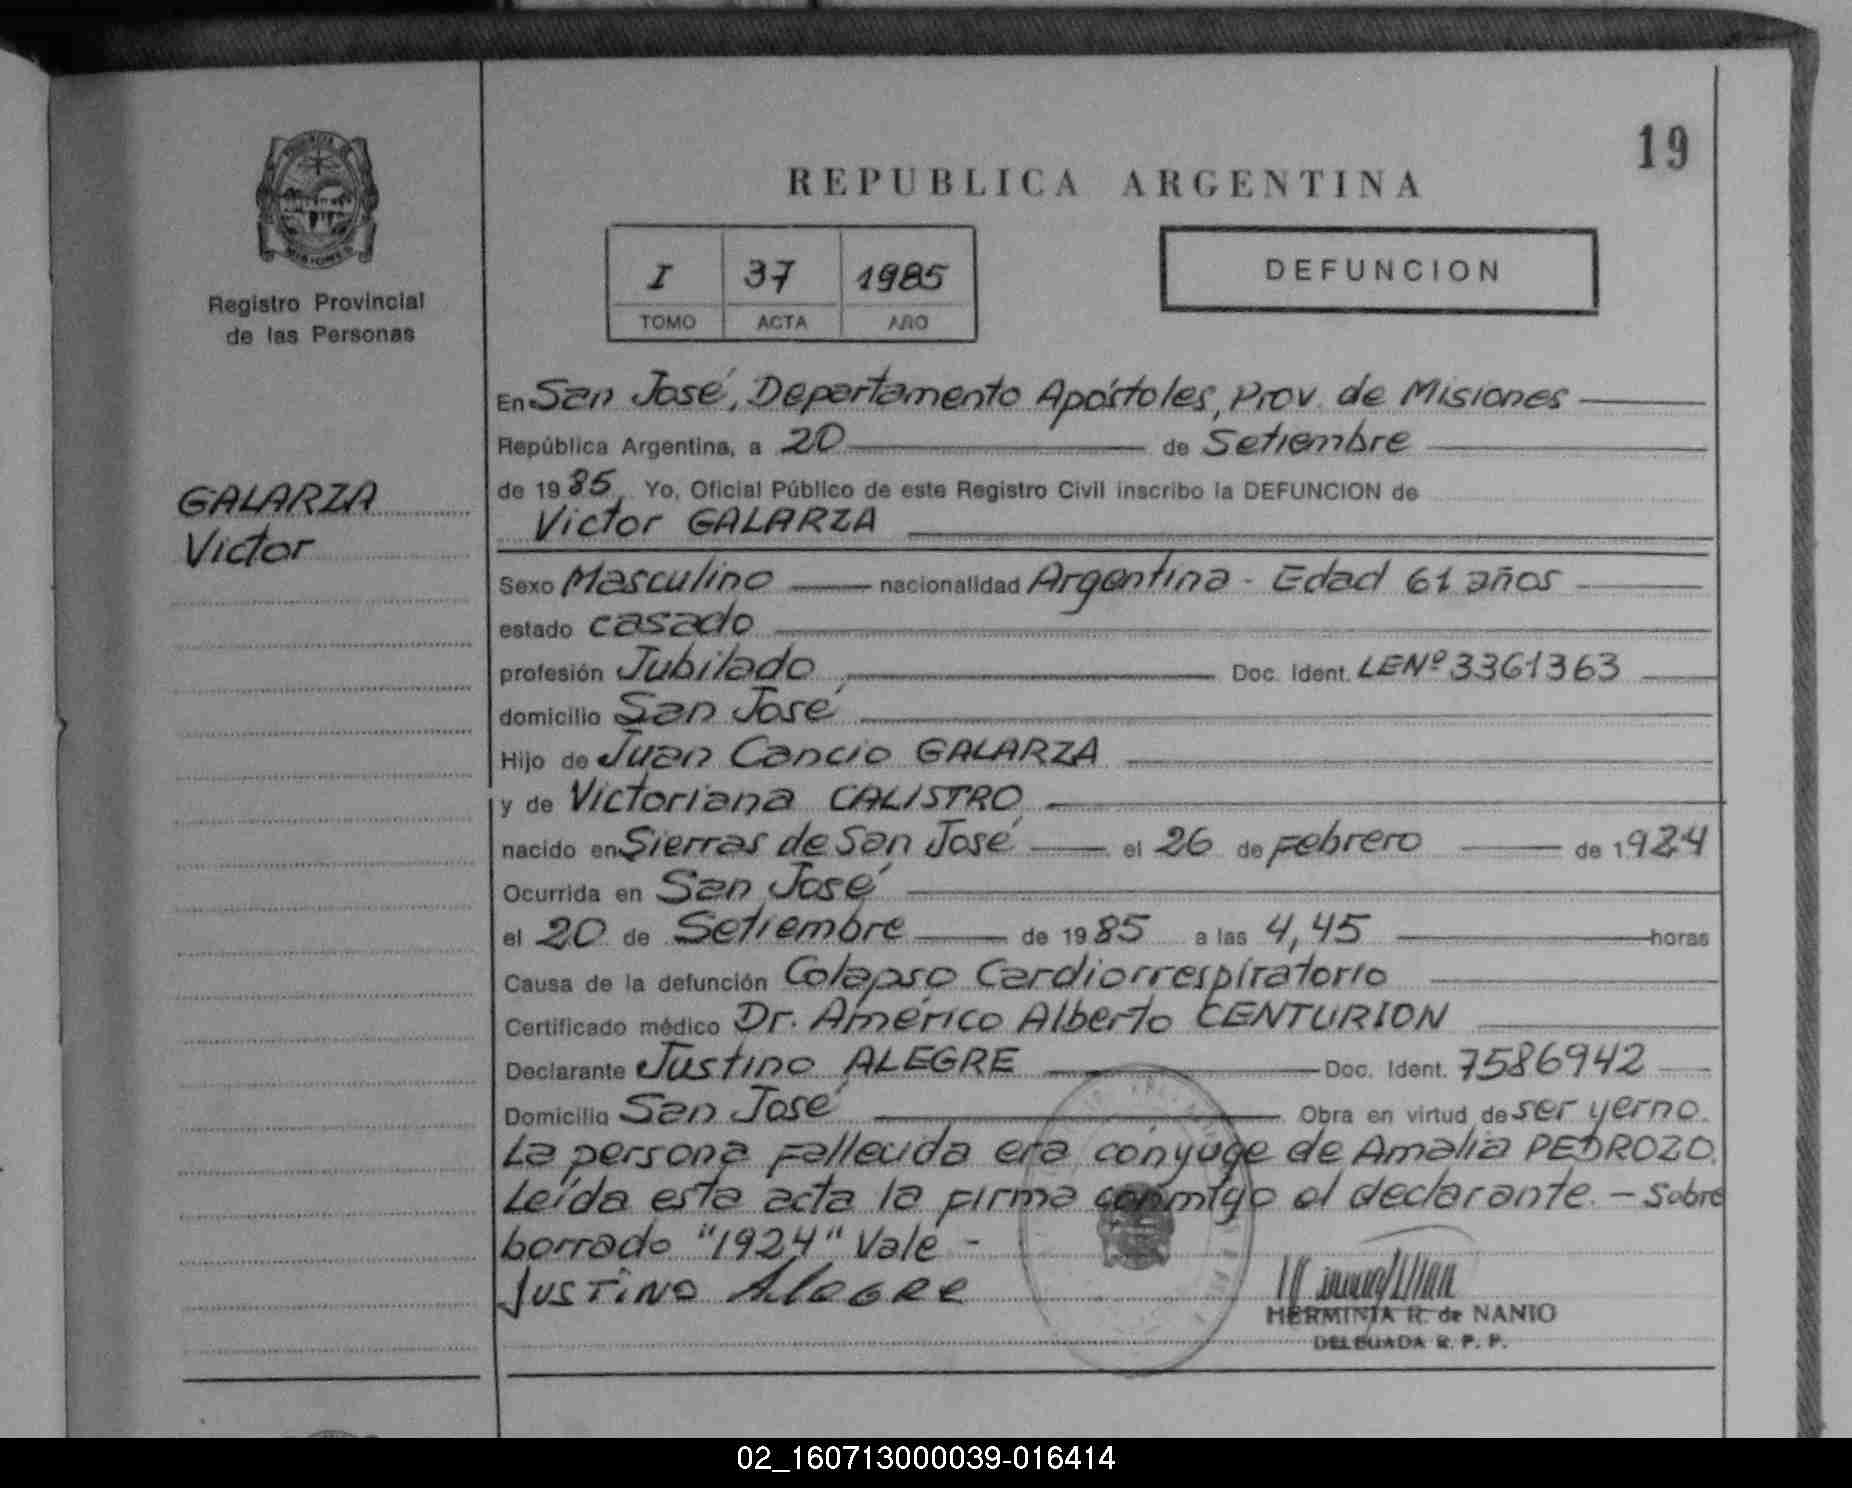 19
REPUBLICA ARGENTINA
I 37 1985
TOMO ACTA AÑO
DEFUNCION
Registro Provincial
de las Personas
GALARZA
Victor
En San José, Departamento Apóstoles, Prov. de Misiones
República Argentina, a 20 de Setiembre
de 1985, Yo, Oficial Público de este Registro Civil inscribo la DEFUNCION de
Victor GALARZA
Sexo Masculino nacionalidad Argentina - Edad 61 años
estado casado
profesión Jubilado Doc. Ident. LENº 3361363
domicilio San José
Hijo de Juan Cancio GALARZA
y de Victoriana CALISTRO
nacido en Sierras de San José el 26 de Febrero de 1924
Ocurrida en San José
el 20 de Setiembre de 1985 a las 4,45 horas
Causa de la defunción Colapso Cardiorrespiratorio
Certificado médico Dr. Américo Alberto CENTURION
Declarante Justino ALEGRE Doc. Ident. 7586942
Domicilio San José Obra en virtud de ser yerno.
La persona fallecida era cónyuge de Amalia PEDROZO.
Leída esta acta la firma conmigo el declarante. - Sobre
borrado "1924" Vale -
JUSTINO ALEGRE
HERMINIA R. de NANIO
DELEGADA R. P. P.
02_160713000039-016414